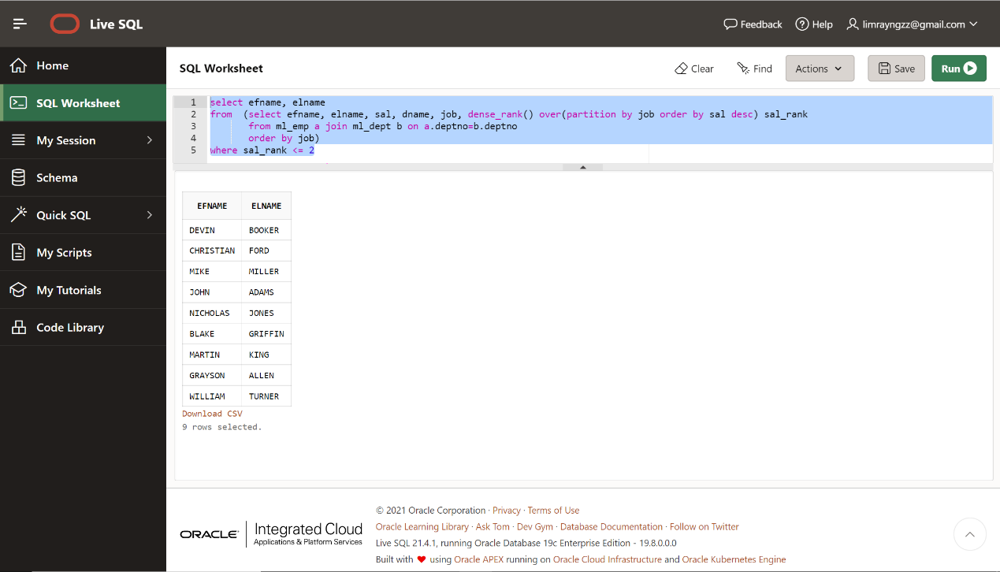 Live SQL
Feedback
Help
limrayngzz@gmail.com
Home
SQL Worksheet
My Session
Schema
Quick SQL
My Scripts
My Tutorials
Code Library
SQL Worksheet
Clear
Find
Actions
Save
Run
1 select efname, elname
2 from (select efname, elname, sal, dname, job, dense_rank() over(partition by job order by sal desc) sal_rank
3 from ml_emp a join ml_dept b on a.deptno=b.deptno
4 order by job)
5 where sal_rank <= 2
EFNAME ELNAME
DEVIN BOOKER
CHRISTIAN FORD
MIKE MILLER
JOHN ADAMS
NICHOLAS JONES
BLAKE GRIFFIN
MARTIN KING
GRAYSON ALLEN
WILLIAM TURNER
Download CSV
9 rows selected.
ORACLE Integrated Cloud
Applications & Platform Services
© 2021 Oracle Corporation · Privacy · Terms of Use
Oracle Learning Library · Ask Tom · Dev Gym · Database Documentation · Follow on Twitter
Live SQL 21.4.1, running Oracle Database 19c Enterprise Edition - 19.8.0.0.0
Built with ❤ using Oracle APEX running on Oracle Cloud Infrastructure and Oracle Kubernetes Engine